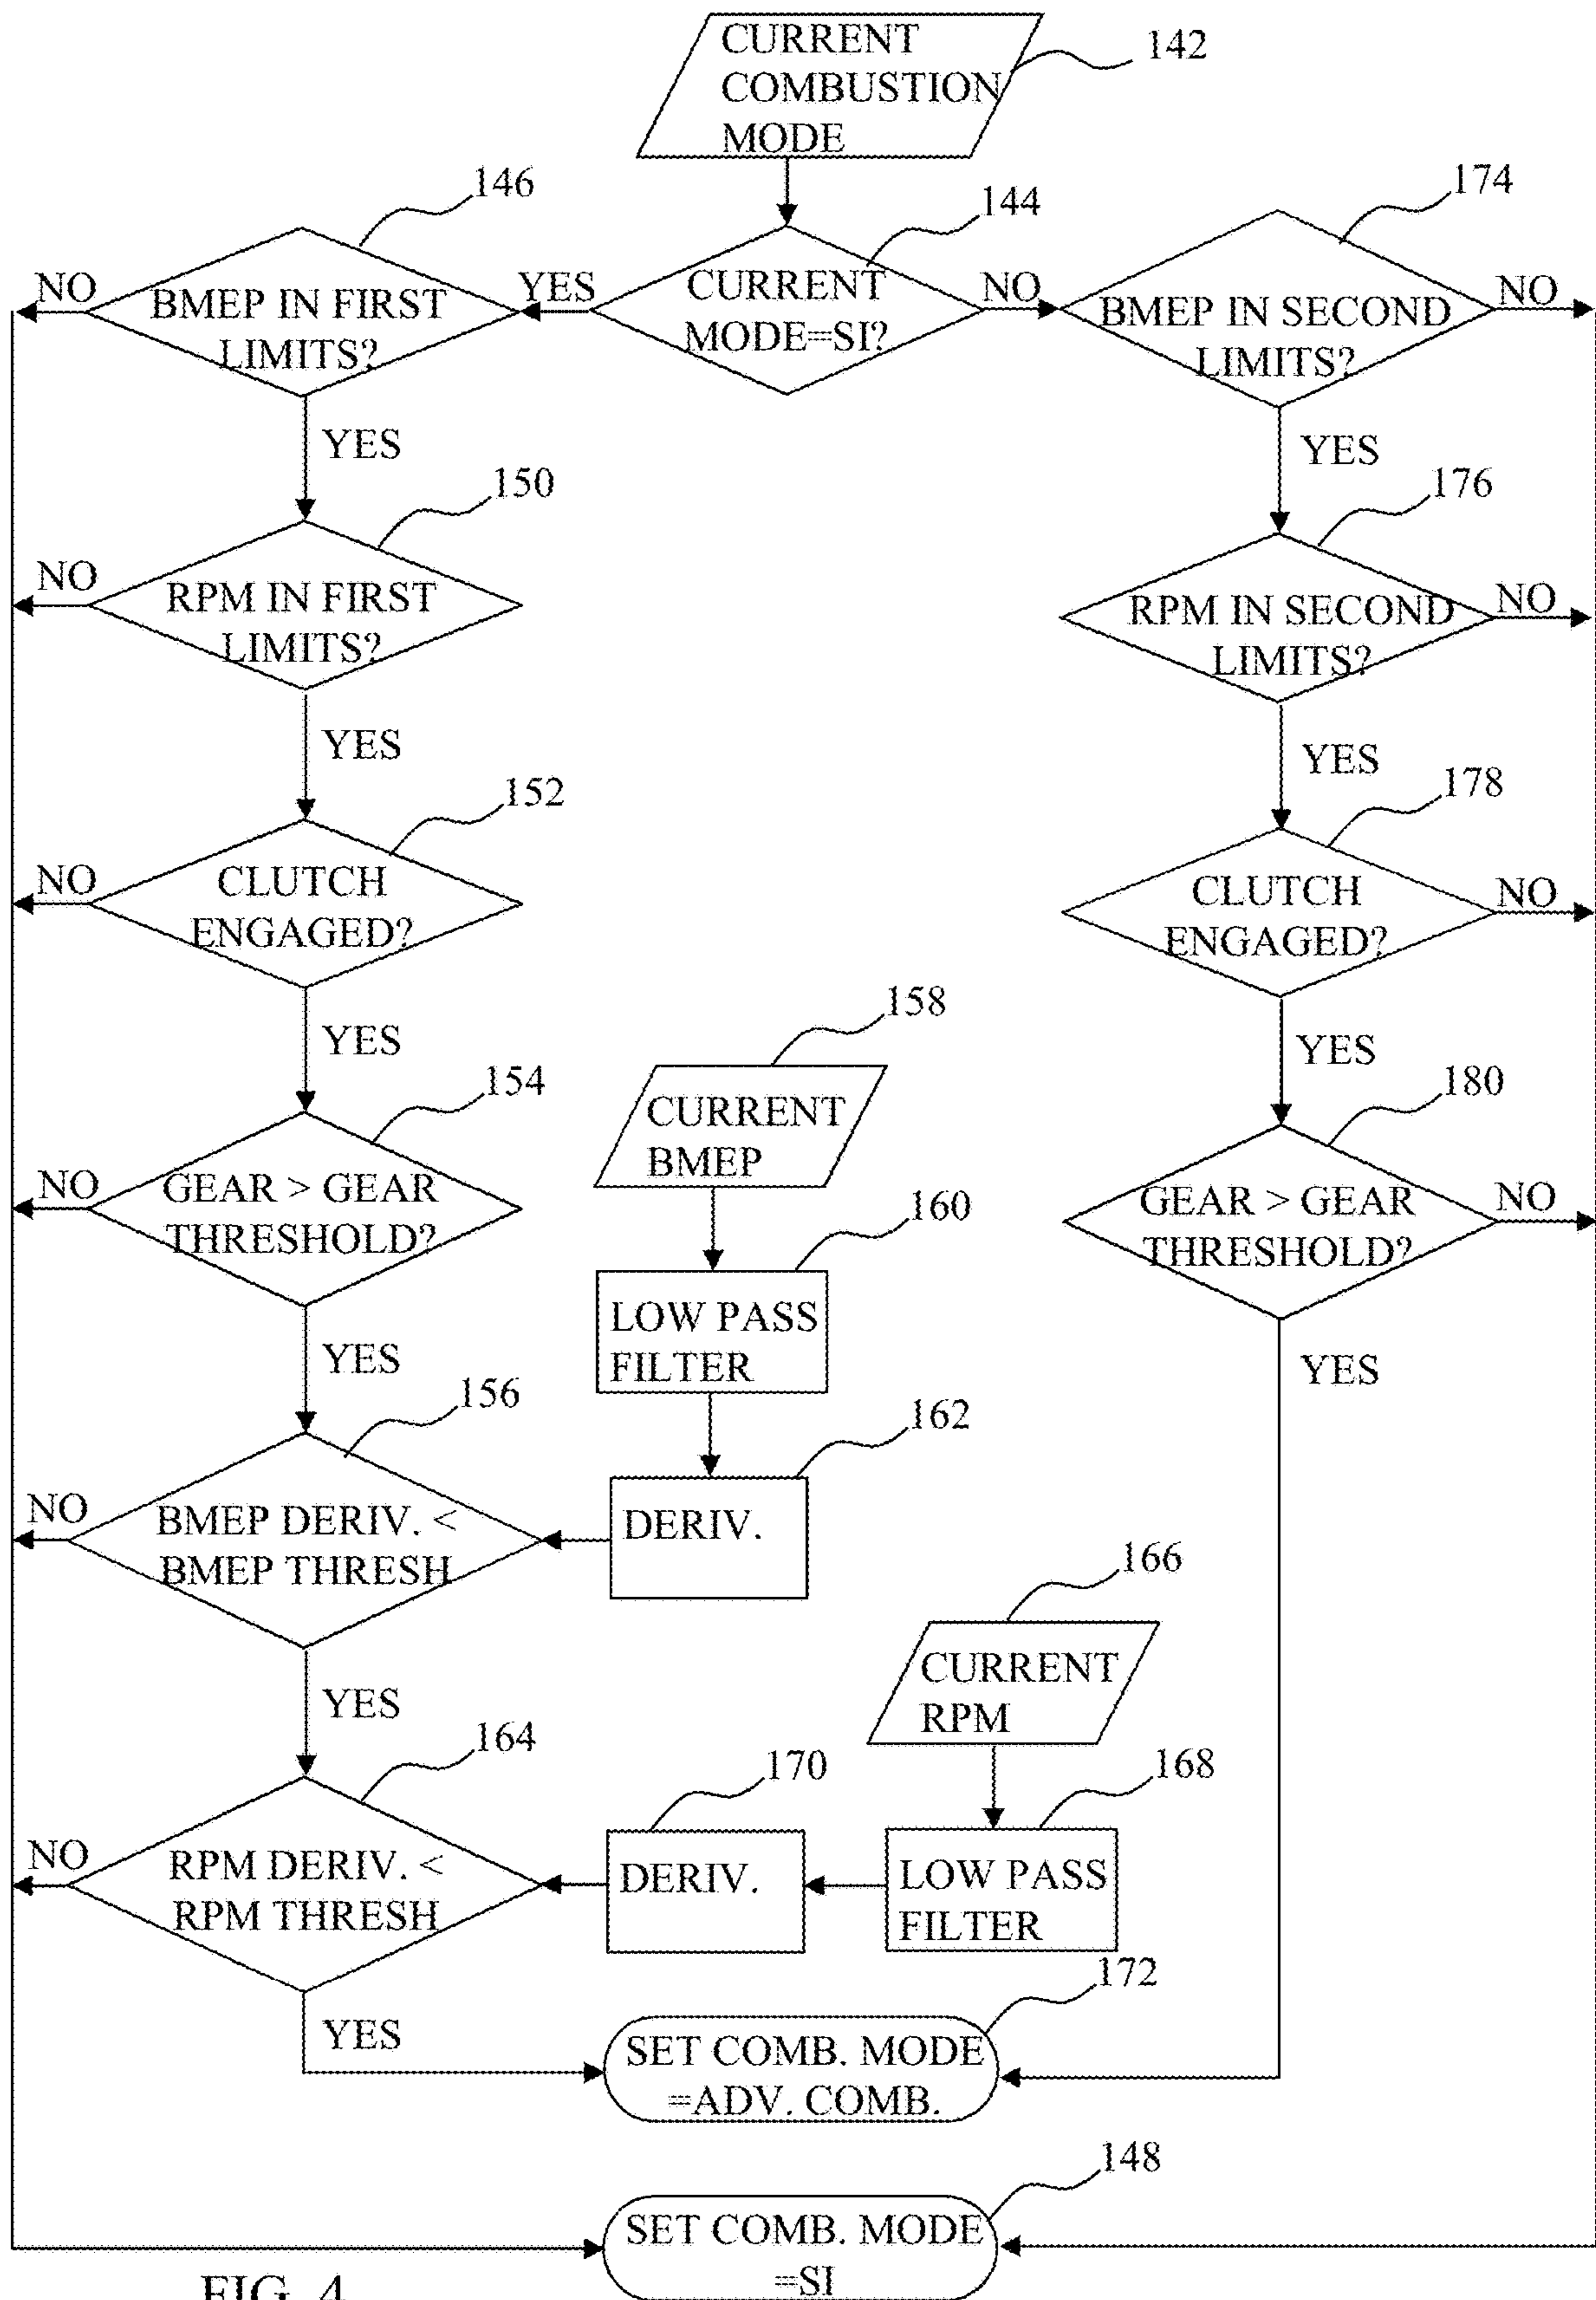 CURRENT
COMBUSTION
MODE
142
146
144
174
NO
BMEP IN FIRST
LIMITS?
YES
CURRENT
MODE=SI?
NO
BMEP IN SECOND
LIMITS?
NO
YES
YES
150
176
NO
RPM IN FIRST
LIMITS?
RPM IN SECOND
LIMITS?
NO
YES
YES
152
178
NO
CLUTCH
ENGAGED?
CLUTCH
ENGAGED?
NO
YES
158
YES
154
CURRENT
BMEP
180
NO
GEAR > GEAR
THRESHOLD?
160
GEAR > GEAR
THRESHOLD?
NO
LOW PASS
FILTER
YES
YES
156
162
NO
BMEP DERIV. <
BMEP THRESH
DERIV.
166
CURRENT
RPM
YES
164
170
168
NO
RPM DERIV. <
RPM THRESH
DERIV.
LOW PASS
FILTER
172
YES
SET COMB. MODE
=ADV. COMB.
148
SET COMB. MODE
=SI
FIG. 4